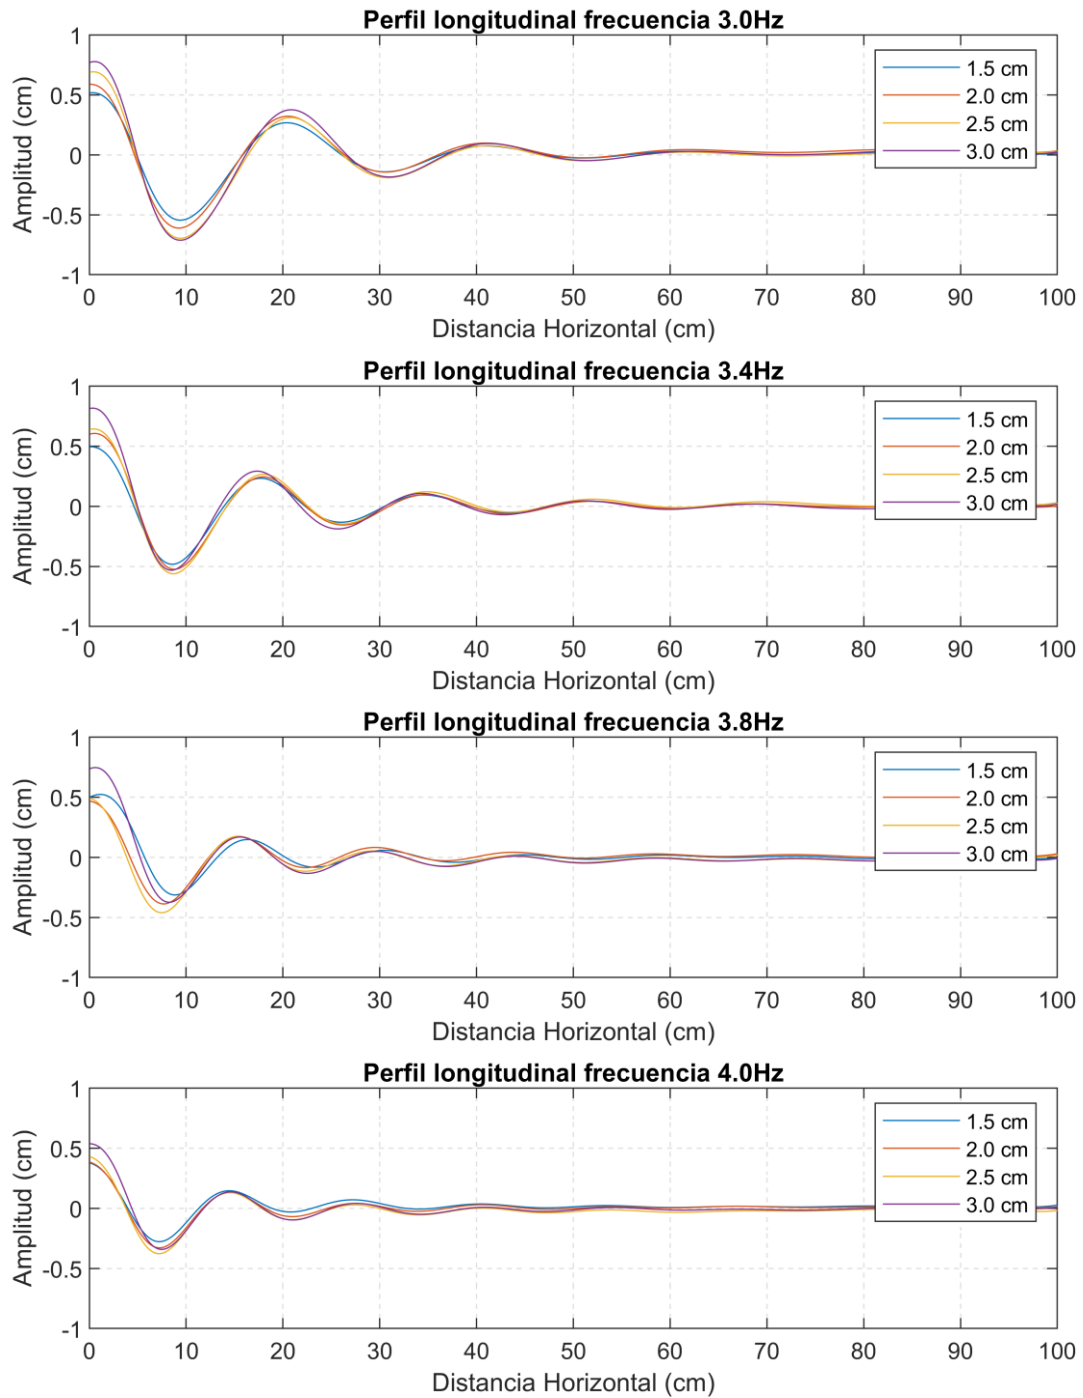 Perfil longitudinal frecuencia 3.0Hz
1
0.5
0
-0.5
-1
Amplitud (cm)
1.5 cm
2.0 cm
2.5 cm
3.0 cm
0 10 20 30 40 50 60 70 80 90 100
Distancia Horizontal (cm)
Perfil longitudinal frecuencia 3.4Hz
1
0.5
0
-0.5
-1
Amplitud (cm)
1.5 cm
2.0 cm
2.5 cm
3.0 cm
0 10 20 30 40 50 60 70 80 90 100
Distancia Horizontal (cm)
Perfil longitudinal frecuencia 3.8Hz
1
0.5
0
-0.5
-1
Amplitud (cm)
1.5 cm
2.0 cm
2.5 cm
3.0 cm
0 10 20 30 40 50 60 70 80 90 100
Distancia Horizontal (cm)
Perfil longitudinal frecuencia 4.0Hz
1
0.5
0
-0.5
-1
Amplitud (cm)
1.5 cm
2.0 cm
2.5 cm
3.0 cm
0 10 20 30 40 50 60 70 80 90 100
Distancia Horizontal (cm)